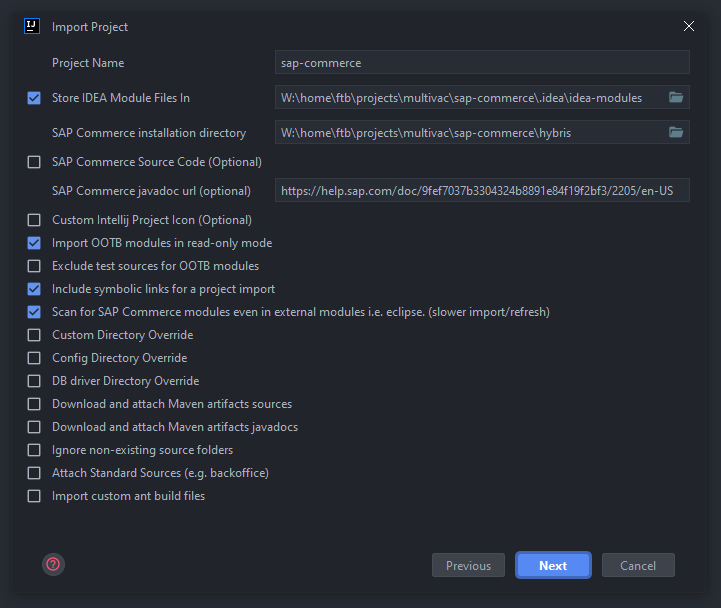 IJ
Import Project
Project Name
sap-commerce
Store IDEA Module Files In
W:\home\ftb\projects\multivac\sap-commerce\.idea\idea-modules
SAP Commerce installation directory
W:\home\ftb\projects\multivac\sap-commerce\hybris
SAP Commerce Source Code (Optional)
SAP Commerce javadoc url (optional)
https://help.sap.com/doc/9fef7037b3304324b8891e84f19f2bf3/2205/en-US
Custom Intellij Project Icon (Optional)
Import OOTB modules in read-only mode
Exclude test sources for OOTB modules
Include symbolic links for a project import
Scan for SAP Commerce modules even in external modules i.e. eclipse. (slower import/refresh)
Custom Directory Override
Config Directory Override
DB driver Directory Override
Download and attach Maven artifacts sources
Download and attach Maven artifacts javadocs
Ignore non-existing source folders
Attach Standard Sources (e.g. backoffice)
Import custom ant build files
?
Previous
Next
Cancel